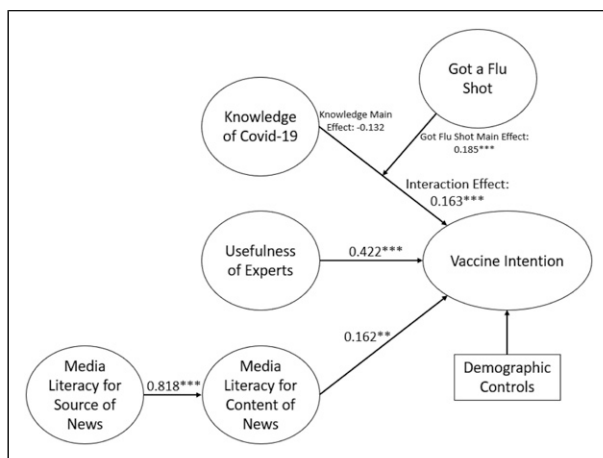 Got a Flu
Shot
Knowledge
of Covid-19
Knowledge Main
Effect: -0.132
Got Flu Shot Main Effect:
0.185***
Interaction Effect:
0.163***
Usefulness
of Experts
0.422***
Vaccine Intention
0.162**
Media
Literacy for
Source of
News
0.818***
Media
Literacy for
Content of
News
Demographic
Controls